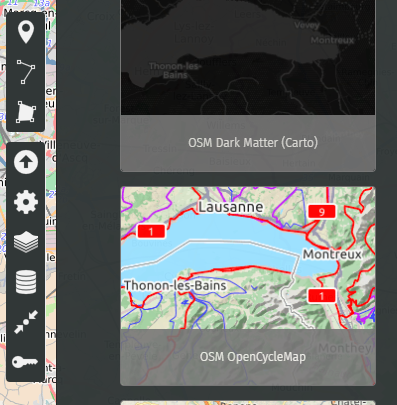 Vevey
Montreux
Thonon-les-
Bains
OSM Dark Matter (Carto)
Lausanne
9
1
Montreux
Thonon-les-Bains
1
Monthey
OSM OpenCycleMap